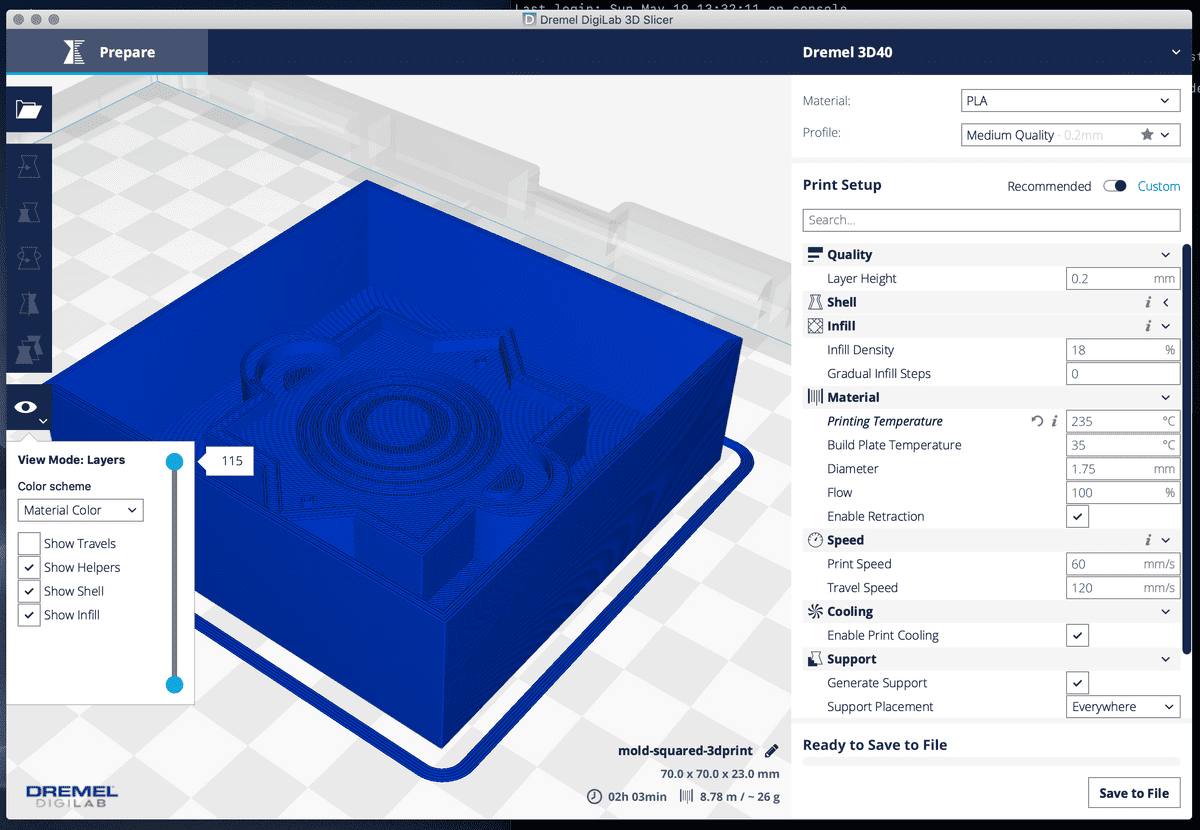 Last login: Sun May 19 13:32:11 on console
Dremel DigiLab 3D Slicer
Prepare
Dremel 3D40
Material:
PLA
Profile:
Medium Quality - 0.2mm
Print Setup
Recommended
Custom
Search...
Quality
Layer Height
0.2 mm
Shell
i
Infill
i
Infill Density
18 %
Gradual Infill Steps
0
Material
Printing Temperature
i
235 °C
Build Plate Temperature
35 °C
Diameter
1.75 mm
Flow
100 %
Enable Retraction
Speed
i
Print Speed
60 mm/s
Travel Speed
120 mm/s
Cooling
Enable Print Cooling
Support
Generate Support
Support Placement
Everywhere
Ready to Save to File
Save to File
View Mode: Layers
115
Color scheme
Material Color
Show Travels
Show Helpers
Show Shell
Show Infill
mold-squared-3dprint
70.0 x 70.0 x 23.0 mm
02h 03min
8.78 m / ~ 26 g
DREMEL
DIGILAB